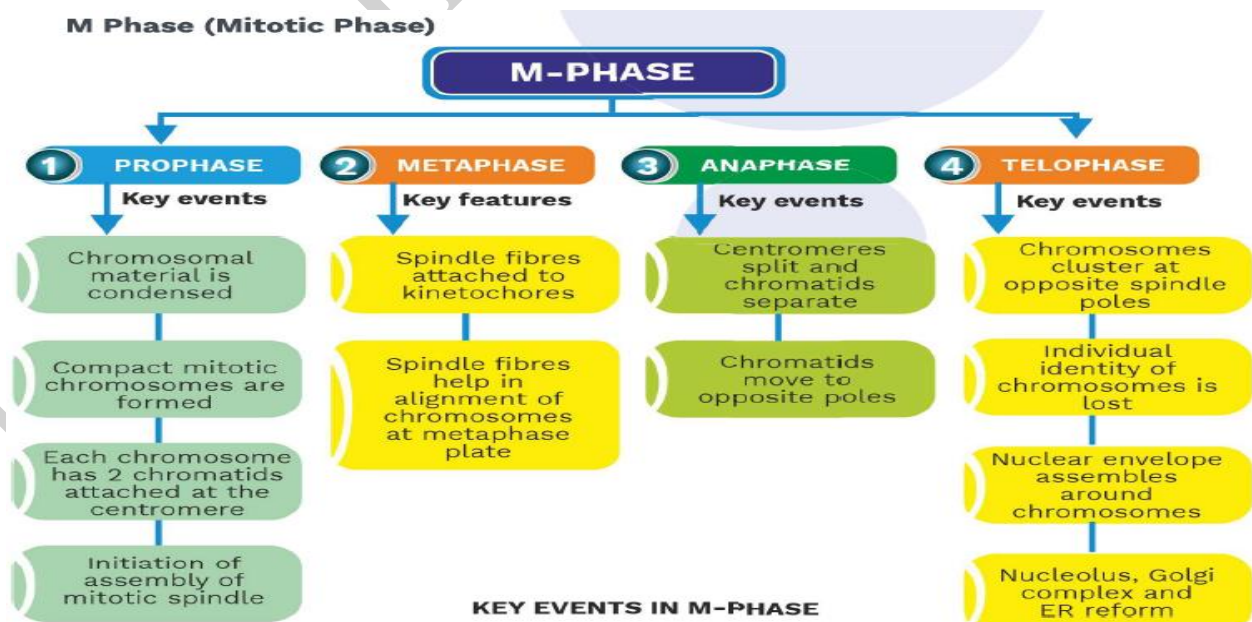 M Phase (Mitotic Phase)
M-PHASE
1 PROPHASE
Key events
Chromosomal
material is
condensed
Compact mitotic
chromosomes are
formed
Each chromosome
has 2 chromatids
attached at the
centromere
Initiation of
assembly of
mitotic spindle
2 METAPHASE
Key features
Spindle fibres
attached to
kinetochores
Spindle fibres
help in
alignment of
chromosomes
at metaphase
plate
3 ANAPHASE
Key events
Centromeres
split and
chromatids
separate
Chromatids
move to
opposite poles
4 TELOPHASE
Key events
Chromosomes
cluster at
opposite spindle
poles
Individual
identity of
chromosomes is
lost
Nuclear envelope
assembles
around
chromosomes
Nucleolus, Golgi
complex and
ER reform
KEY EVENTS IN M-PHASE